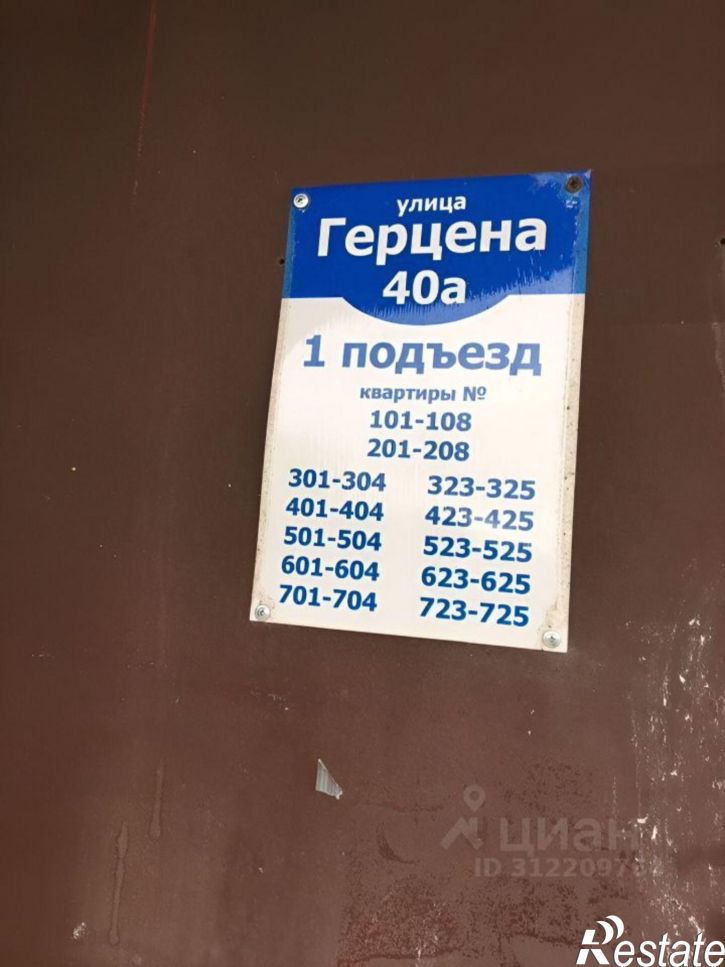 улица
Герцена
40а
1 подъезд
квартиры №
101-108
201-208
301-304 323-325
401-404 423-425
501-504 523-525
601-604 623-625
701-704 723-725
циан
Restate